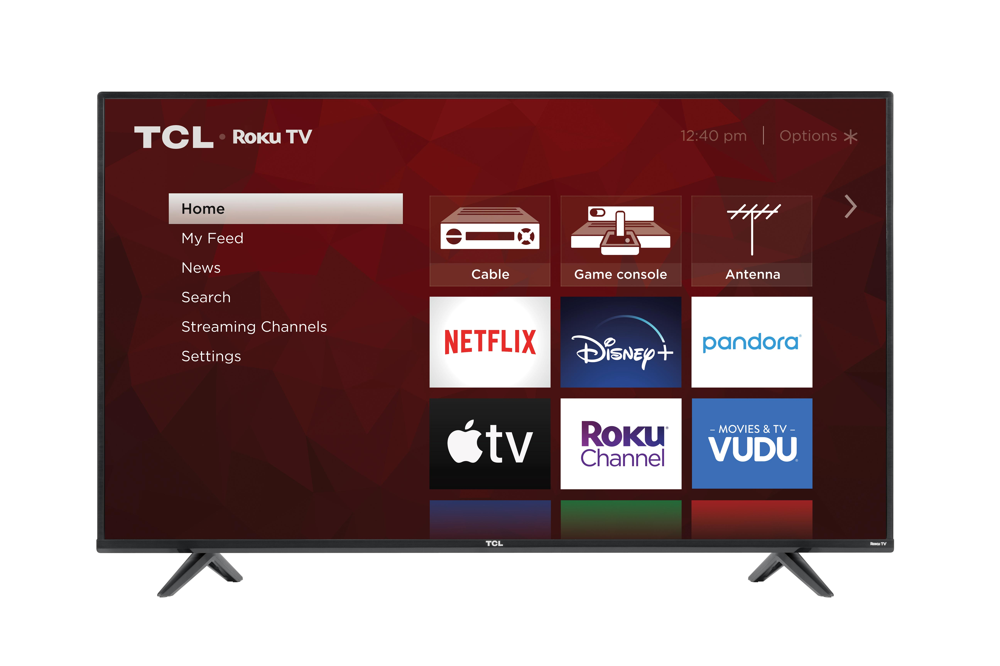 TCL • Roku TV
12:40 pm | Options *
Home
My Feed
News
Search
Streaming Channels
Settings
Cable
Game console
Antenna
NETFLIX
Disney+
pandora®
tv
Roku®
Channel
– MOVIES & TV –
VUDU®
TCL
Roku TV